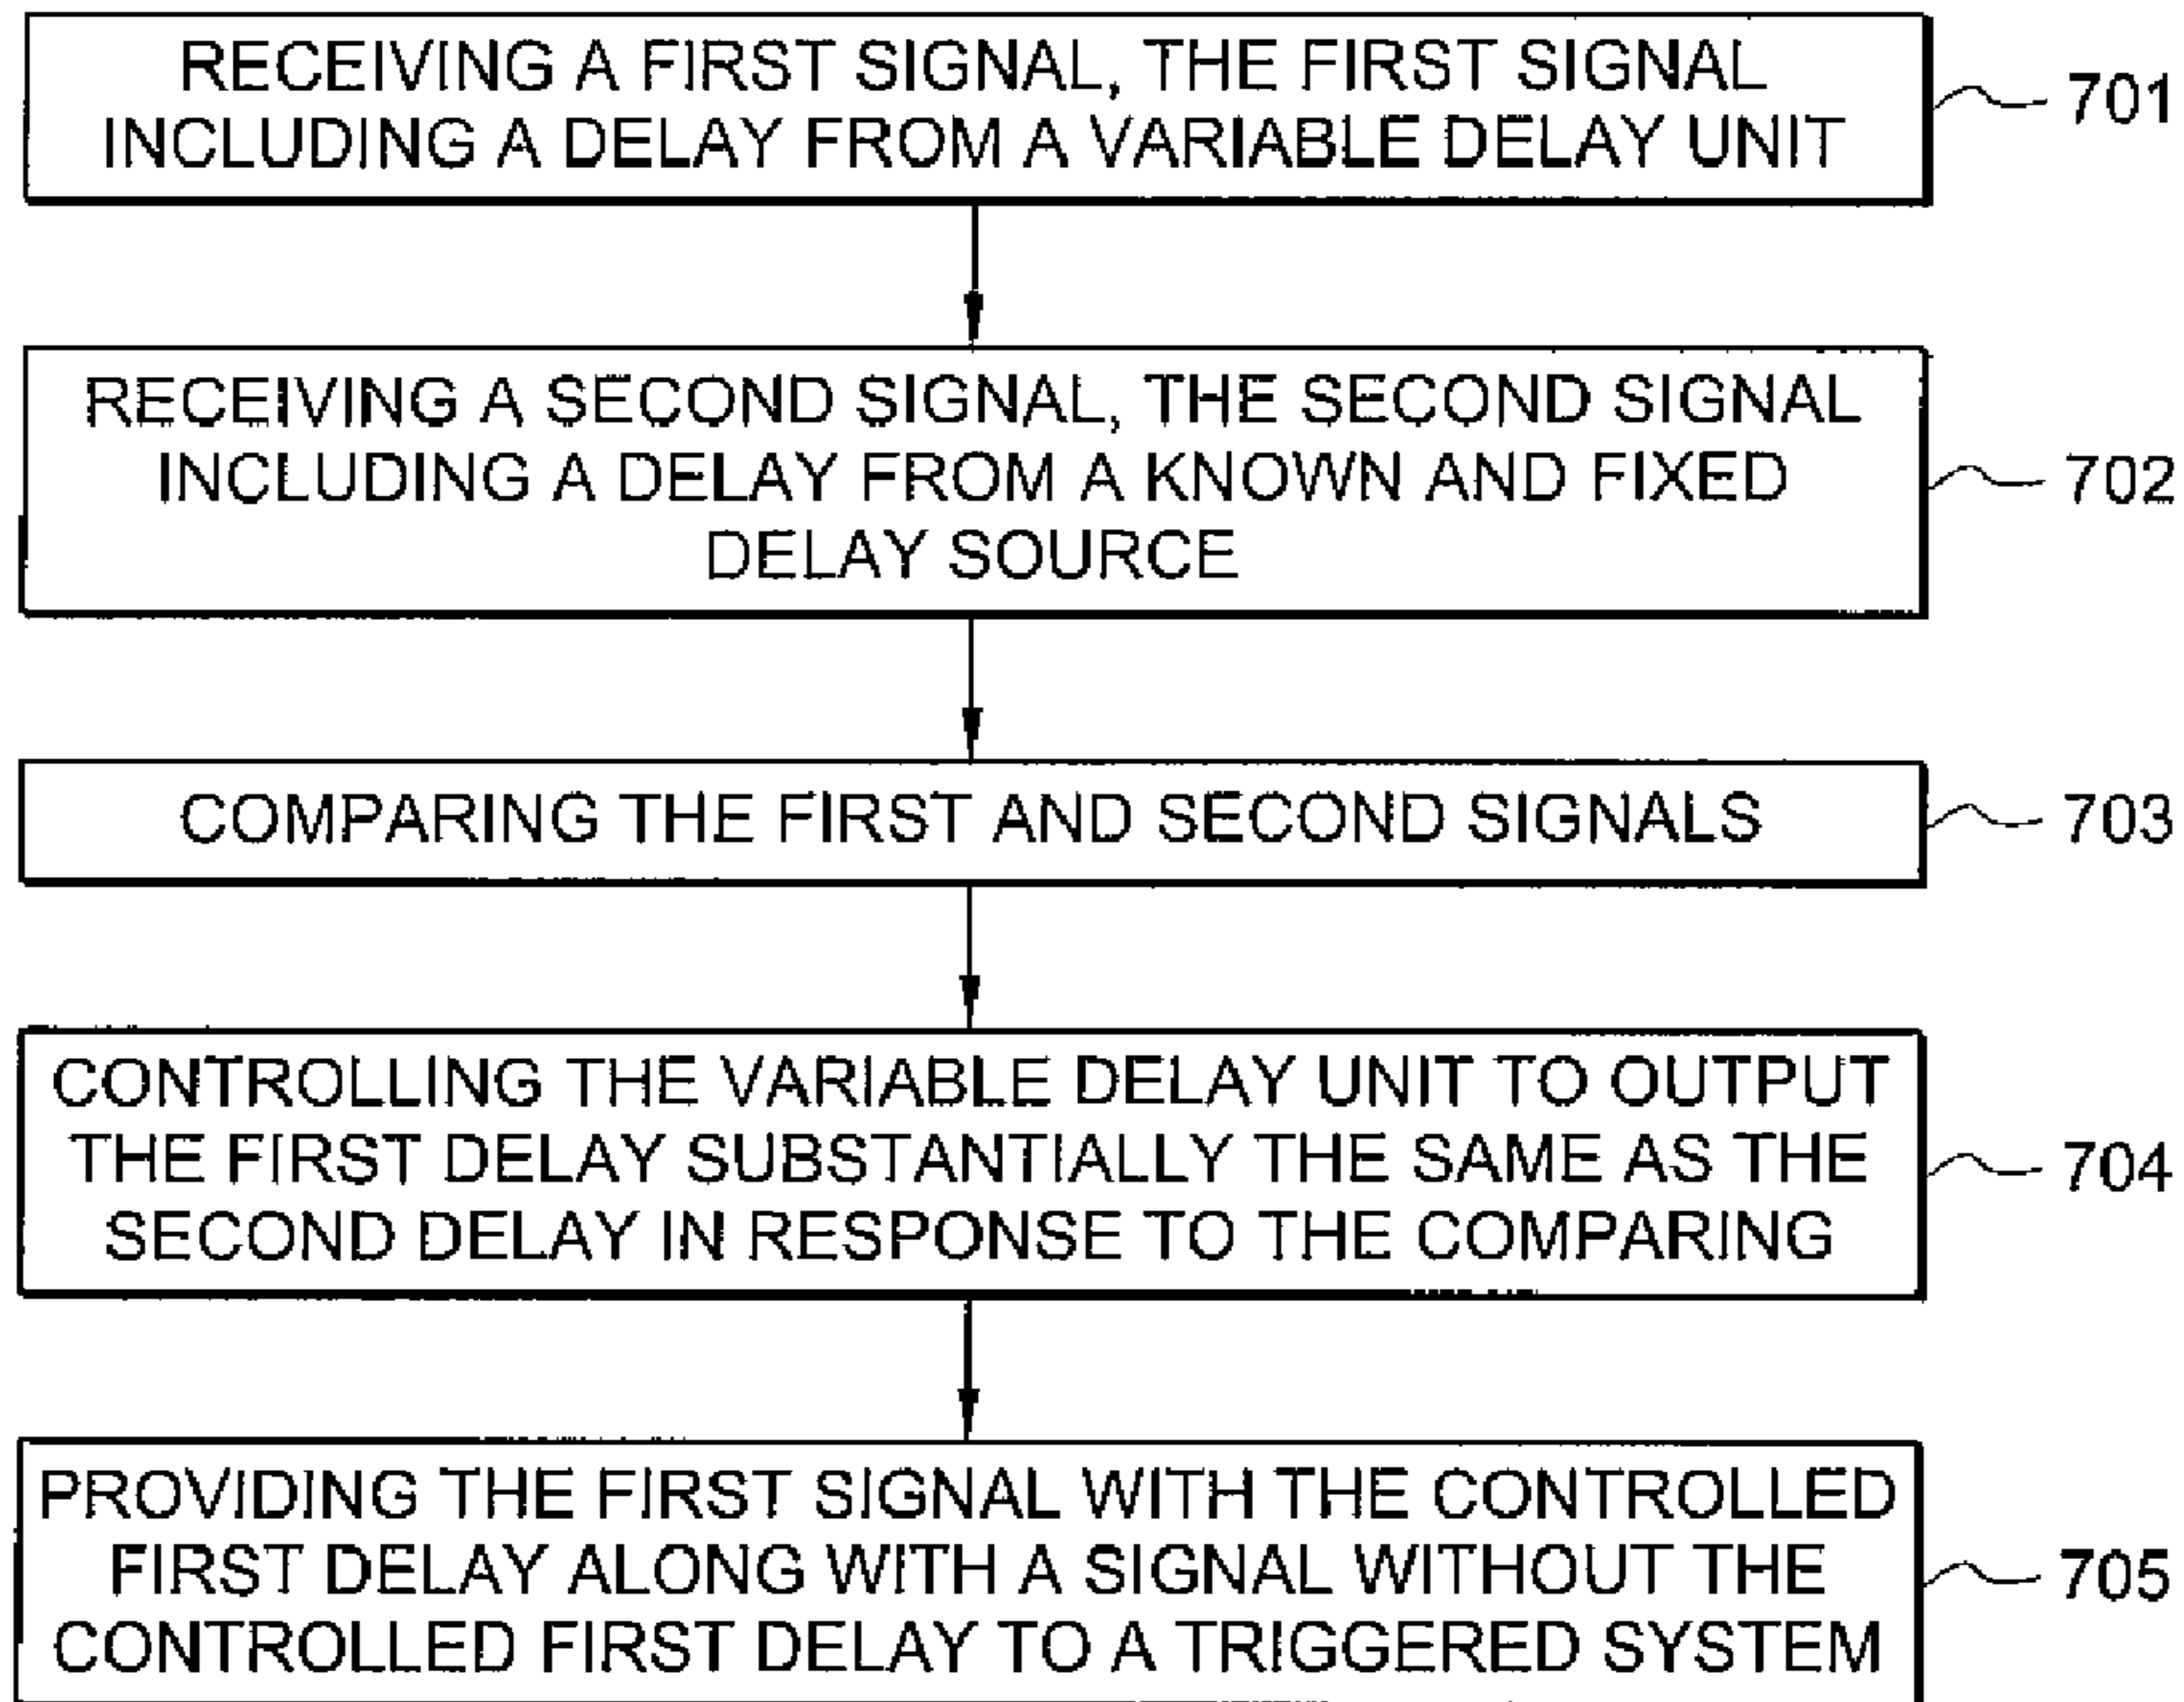 RECEIVING A FIRST SIGNAL, THE FIRST SIGNAL
INCLUDING A DELAY FROM A VARIABLE DELAY UNIT
701
RECEIVING A SECOND SIGNAL, THE SECOND SIGNAL
INCLUDING A DELAY FROM A KNOWN AND FIXED
DELAY SOURCE
702
COMPARING THE FIRST AND SECOND SIGNALS
703
CONTROLLING THE VARIABLE DELAY UNIT TO OUTPUT
THE FIRST DELAY SUBSTANTIALLY THE SAME AS THE
SECOND DELAY IN RESPONSE TO THE COMPARING
704
PROVIDING THE FIRST SIGNAL WITH THE CONTROLLED
FIRST DELAY ALONG WITH A SIGNAL WITHOUT THE
CONTROLLED FIRST DELAY TO A TRIGGERED SYSTEM
705